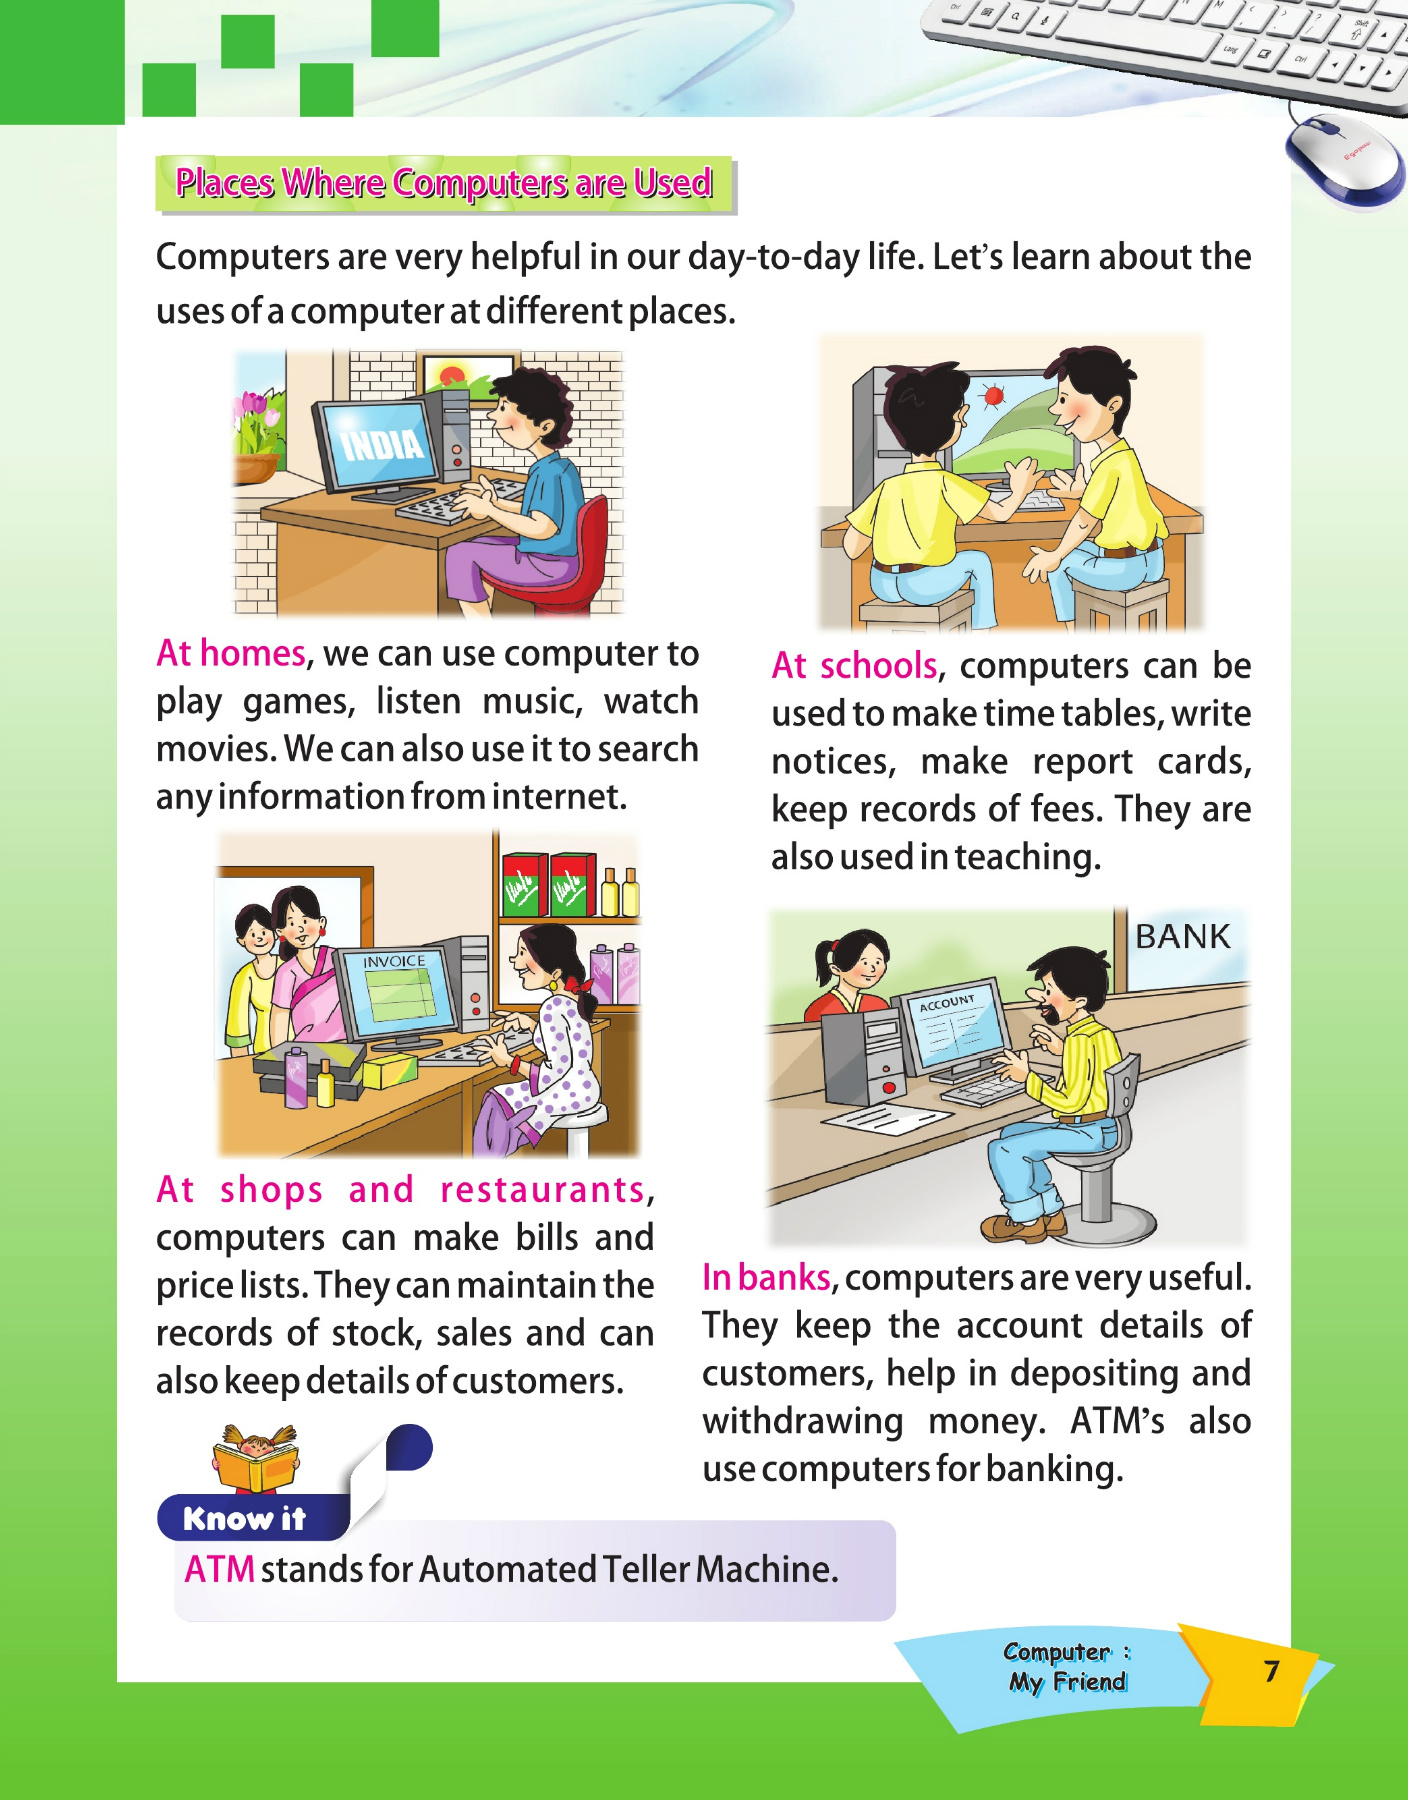 Places Where Computers are Used
Computers are very helpful in our day-to-day life. Let's learn about the
uses of a computer at different places.
INDIA
At homes, we can use computer to
play games, listen music, watch
movies. We can also use it to search
any information from internet.
At schools, computers can be
used to make time tables, write
notices, make report cards,
keep records of fees. They are
also used in teaching.
INVOICE
At shops and restaurants,
computers can make bills and
price lists. They can maintain the
records of stock, sales and can
also keep details of customers.
BANK
ACCOUNT
In banks, computers are very useful.
They keep the account details of
customers, help in depositing and
withdrawing money. ATM's also
use computers for banking.
Know it
ATM stands for Automated Teller Machine.
Computer :
My Friend
7